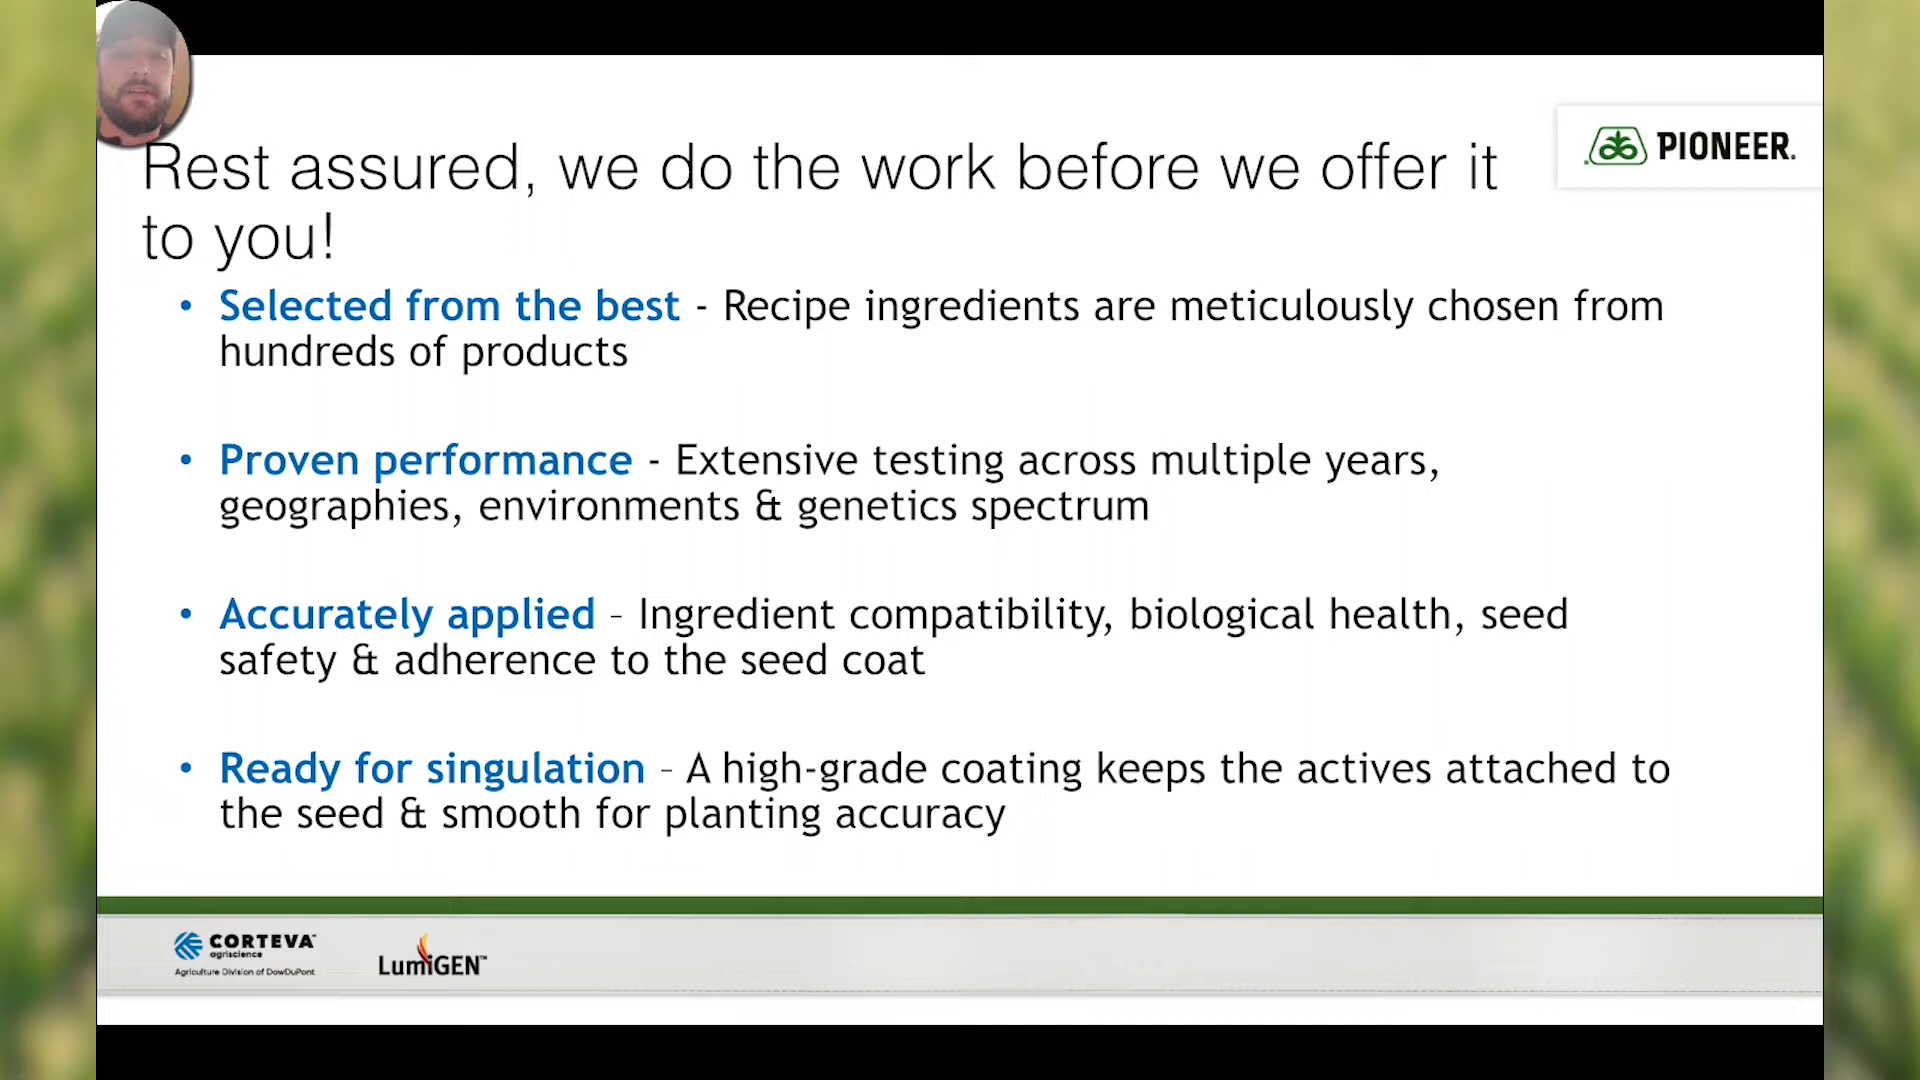 Rest assured, we do the work before we offer it
to you!
PIONEER.
• Selected from the best - Recipe ingredients are meticulously chosen from
hundreds of products
• Proven performance - Extensive testing across multiple years,
geographies, environments & genetics spectrum
• Accurately applied – Ingredient compatibility, biological health, seed
safety & adherence to the seed coat
• Ready for singulation – A high-grade coating keeps the actives attached to
the seed & smooth for planting accuracy
CORTEVA™
agriscience
Agriculture Division of DowDuPont
LumiGEN™